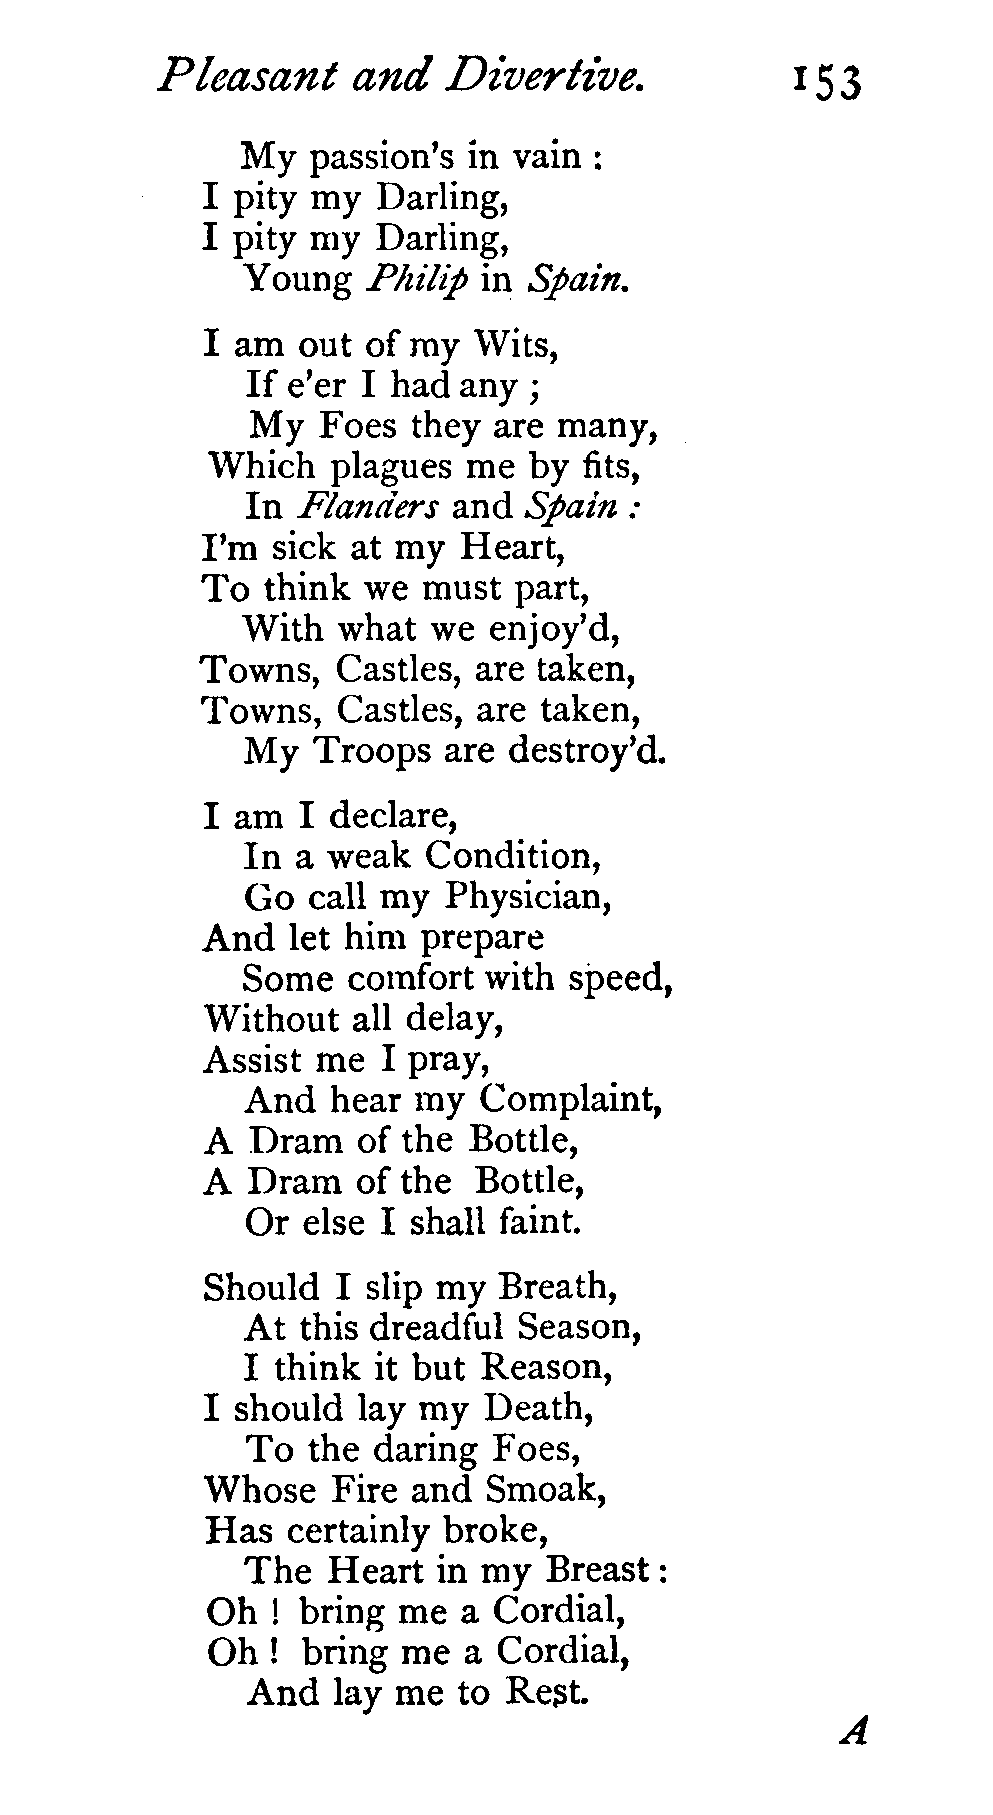 Pleasant and Divertive. 153
My passion's in vain :
I pity my Darling,
I pity my Darling,
Young Philip in Spain.
I am out of my Wits,
If e'er I had any ;
My Foes they are many,
Which plagues me by fits,
In Flanders and Spain :
I'm sick at my Heart,
To think we must part,
With what we enjoy'd,
Towns, Castles, are taken,
Towns, Castles, are taken,
My Troops are destroy'd.
I am I declare,
In a weak Condition,
Go call my Physician,
And let him prepare
Some comfort with speed,
Without all delay,
Assist me I pray,
And hear my Complaint,
A Dram of the Bottle,
A Dram of the Bottle,
Or else I shall faint.
Should I slip my Breath,
At this dreadful Season,
I think it but Reason,
I should lay my Death,
To the daring Foes,
Whose Fire and Smoak,
Has certainly broke,
The Heart in my Breast :
Oh ! bring me a Cordial,
Oh ! bring me a Cordial,
And lay me to Rest.
A